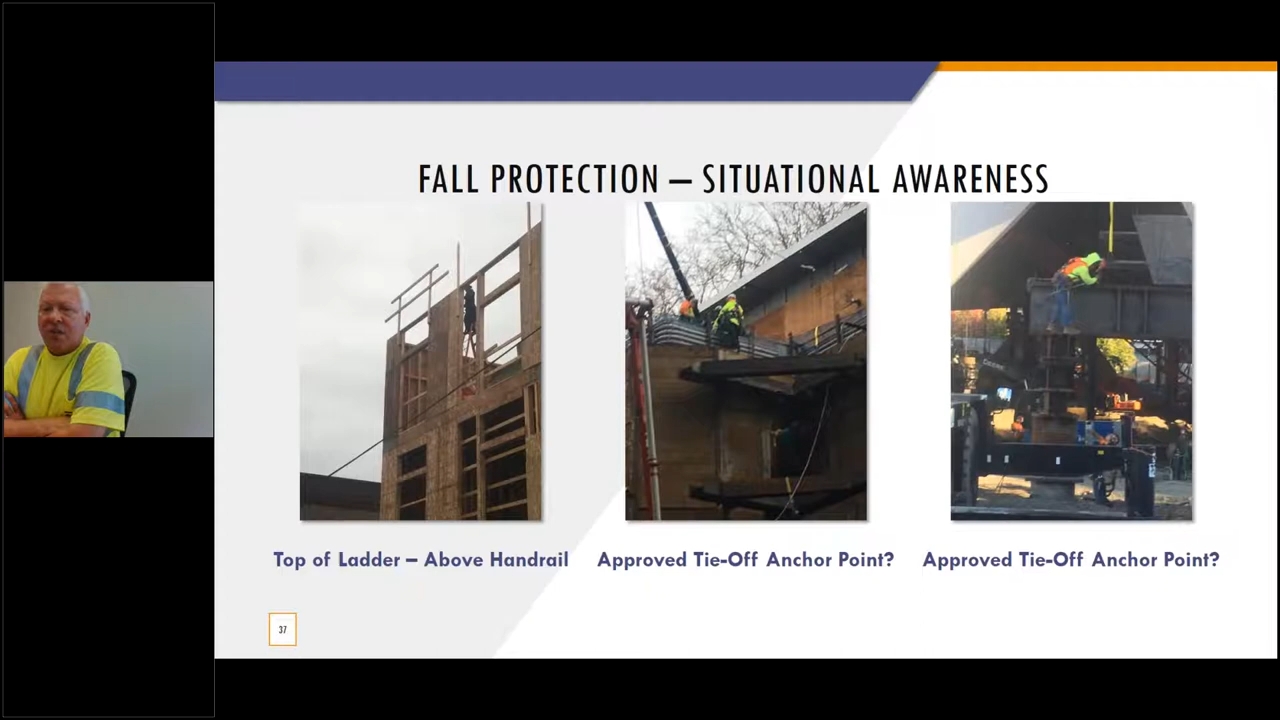 FALL PROTECTION – SITUATIONAL AWARENESS
Top of Ladder – Above Handrail
Approved Tie-Off Anchor Point?
Approved Tie-Off Anchor Point?
37